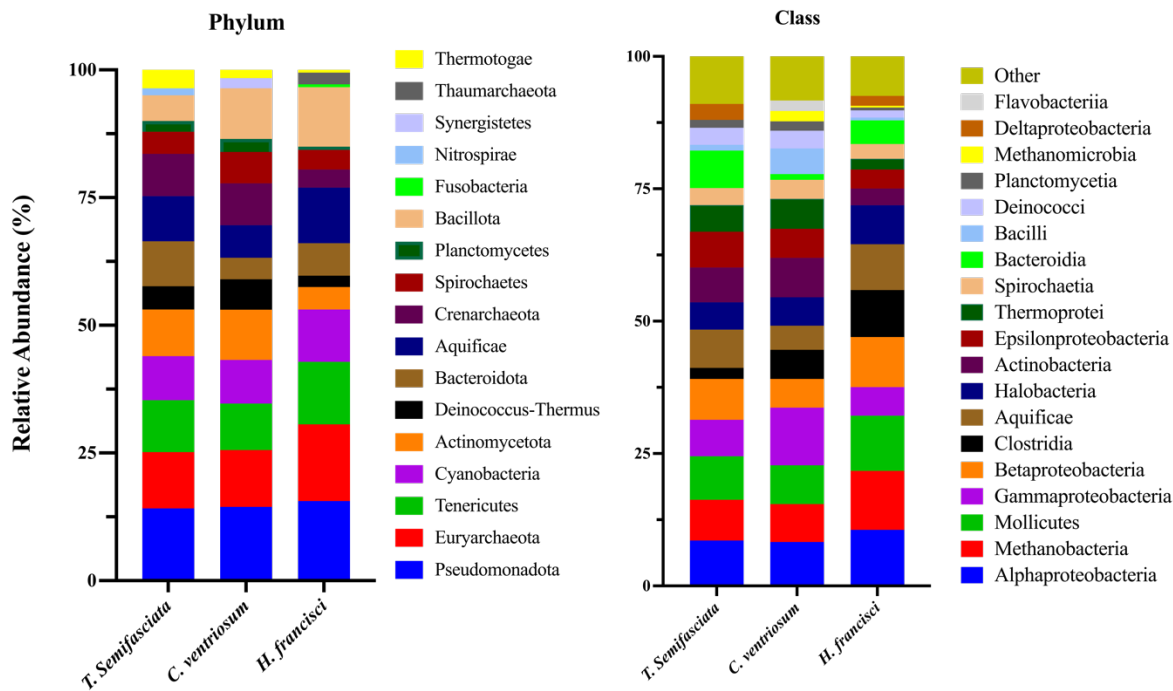 Phylum
Relative Abundance (%)
100
75
50
25
0
T. Semifasciata
C. ventriosum
H. francisci
Thermotogae
Thaumarchaeota
Synergistetes
Nitrospirae
Fusobacteria
Bacillota
Planctomycetes
Spirochaetes
Crenarchaeota
Aquificae
Bacteroidota
Deinococcus-Thermus
Actinomycetota
Cyanobacteria
Tenericutes
Euryarchaeota
Pseudomonadota
Class
100
75
50
25
0
T. Semifasciata
C. ventriosum
H. francisci
Other
Flavobacteriia
Deltaproteobacteria
Methanomicrobia
Planctomycetia
Deinococci
Bacilli
Bacteroidia
Spirochaetia
Thermoprotei
Epsilonproteobacteria
Actinobacteria
Halobacteria
Aquificae
Clostridia
Betaproteobacteria
Gammaproteobacteria
Mollicutes
Methanobacteria
Alphaproteobacteria